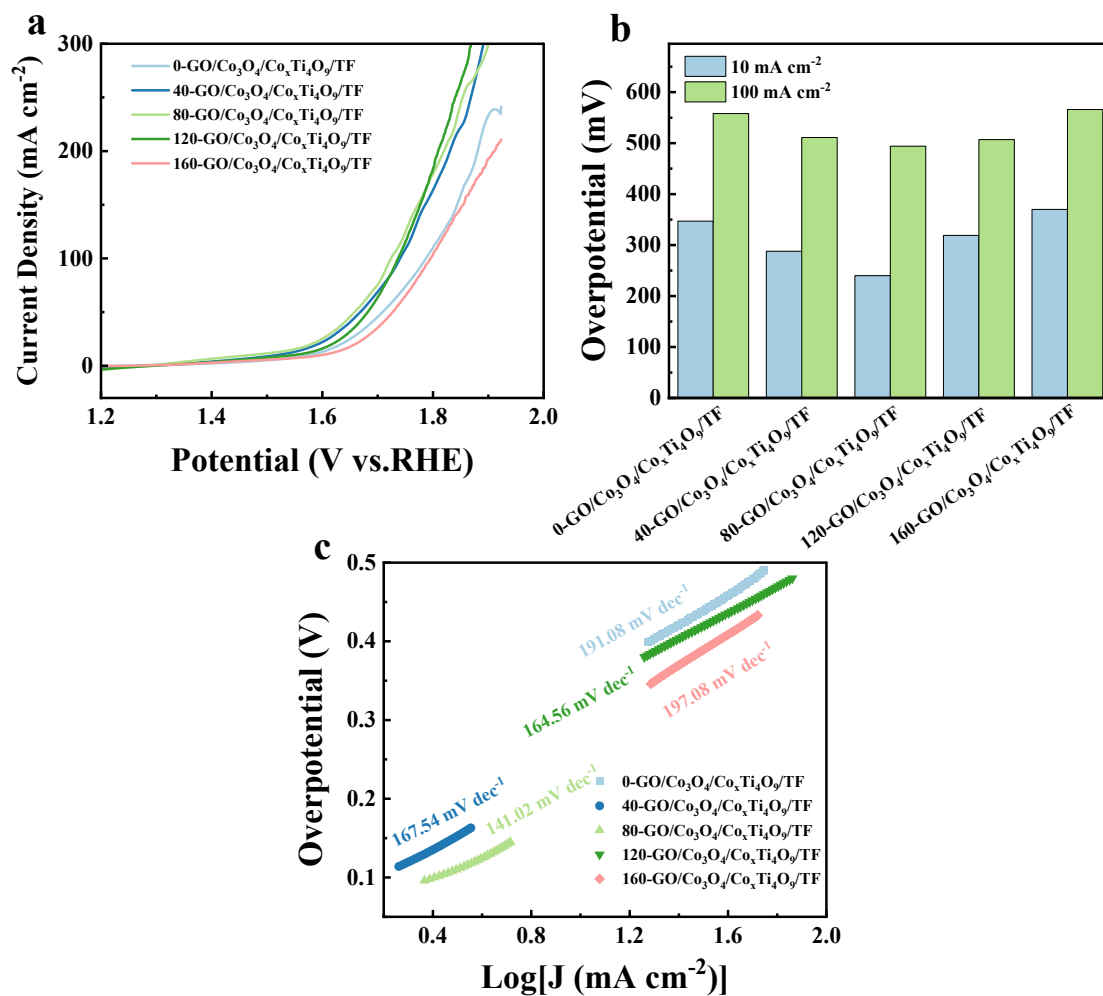 a
300
200
100
0
Current Density (mA cm⁻²)
0-GO/Co₃O₄/CoₓTi₄O₉/TF
40-GO/Co₃O₄/CoₓTi₄O₉/TF
80-GO/Co₃O₄/CoₓTi₄O₉/TF
120-GO/Co₃O₄/CoₓTi₄O₉/TF
160-GO/Co₃O₄/CoₓTi₄O₉/TF
1.2 1.4 1.6 1.8 2.0
Potential (V vs.RHE)
b
600
500
400
300
200
100
0
Overpotential (mV)
10 mA cm⁻²
100 mA cm⁻²
0-GO/Co₃O₄/CoₓTi₄O₉/TF
40-GO/Co₃O₄/CoₓTi₄O₉/TF
80-GO/Co₃O₄/CoₓTi₄O₉/TF
120-GO/Co₃O₄/CoₓTi₄O₉/TF
160-GO/Co₃O₄/CoₓTi₄O₉/TF
c
0.5
0.4
0.3
0.2
0.1
Overpotential (V)
191.08 mV dec⁻¹
164.56 mV dec⁻¹
197.08 mV dec⁻¹
167.54 mV dec⁻¹
141.02 mV dec⁻¹
0-GO/Co₃O₄/CoₓTi₄O₉/TF
40-GO/Co₃O₄/CoₓTi₄O₉/TF
80-GO/Co₃O₄/CoₓTi₄O₉/TF
120-GO/Co₃O₄/CoₓTi₄O₉/TF
160-GO/Co₃O₄/CoₓTi₄O₉/TF
0.4 0.8 1.2 1.6 2.0
Log[J (mA cm⁻²)]